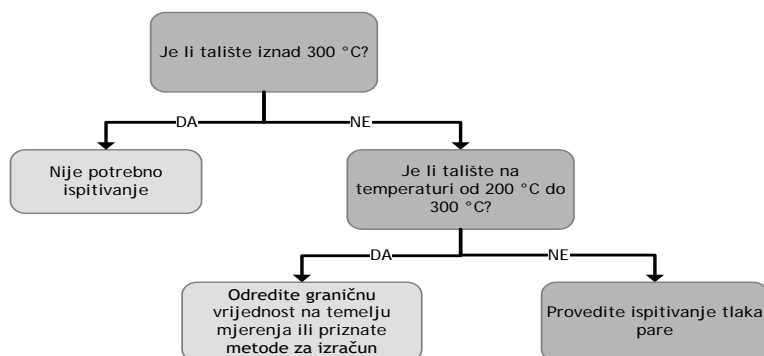 Je li talište iznad 300 °C?
DA
NE
Nije potrebno
ispitivanje
Je li talište na
temperaturi od 200 °C do
300 °C?
DA
NE
Odredite graničnu
vrijednost na temelju
mjerenja ili priznate
metode za izračun
Provedite ispitivanje tlaka
pare